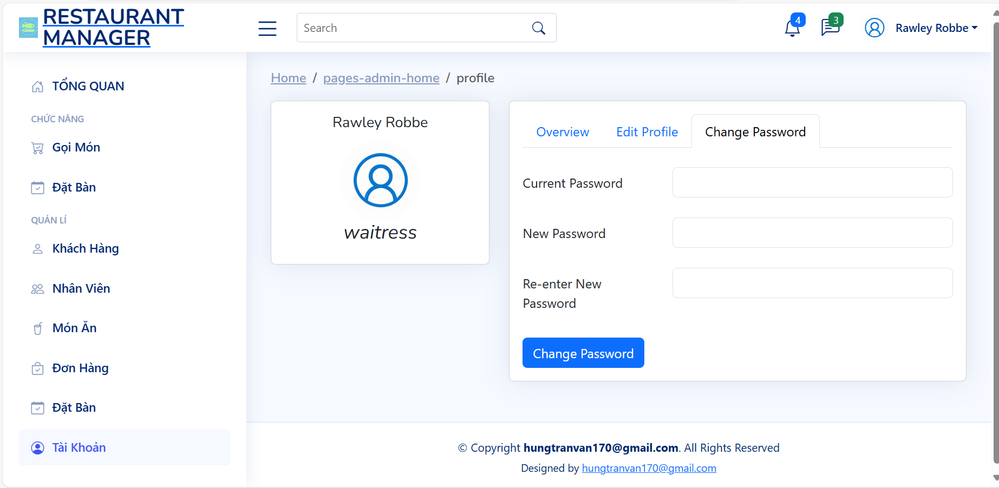 RESTAURANT
MANAGER
Search
4
3
Rawley Robbe
TỔNG QUAN
CHỨC NĂNG
Gọi Món
Đặt Bàn
QUẢN LÍ
Khách Hàng
Nhân Viên
Món Ăn
Đơn Hàng
Đặt Bàn
Tài Khoản
Home / pages-admin-home / profile
Rawley Robbe
waitress
Overview
Edit Profile
Change Password
Current Password
New Password
Re-enter New
Password
Change Password
© Copyright hungtranvan170@gmail.com. All Rights Reserved
Designed by hungtranvan170@gmail.com